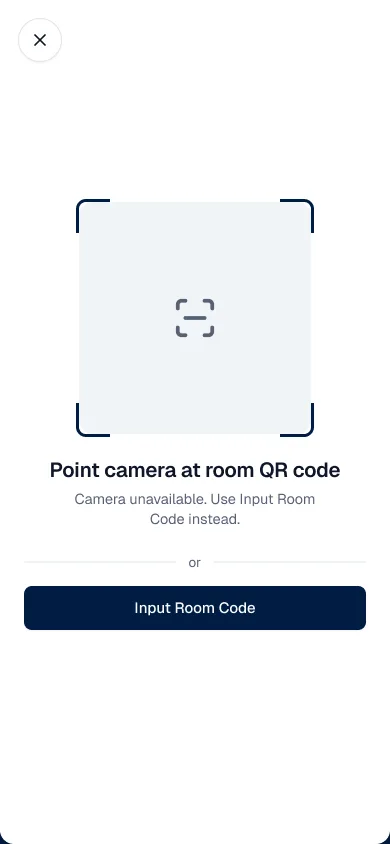 Point camera at room QR code
Camera unavailable. Use Input Room
Code instead.
or
Input Room Code